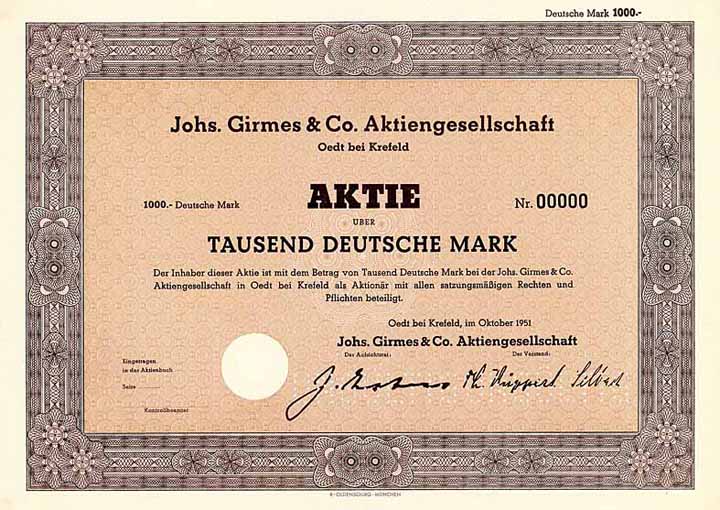 Deutsche Mark 1000.-
Johs. Girmes & Co. Aktiengesellschaft
Oedt bei Krefeld
1000.- Deutsche Mark AKTIE Nr. 00000
ÜBER
TAUSEND DEUTSCHE MARK
Der Inhaber dieser Aktie ist mit dem Betrag von Tausend Deutsche Mark bei der Johs. Girmes & Co.
Aktiengesellschaft in Oedt bei Krefeld als Aktionär mit allen satzungsmäßigen Rechten und
Pflichten beteiligt.
Oedt bei Krefeld, im Oktober 1951
Johs. Girmes & Co. Aktiengesellschaft
Der Aufsichtsrat: Der Vorstand:
Eingetragen
in das Aktienbuch
Seite
Kontrollbeamter
R · OLDENBOURG · MÜNCHEN